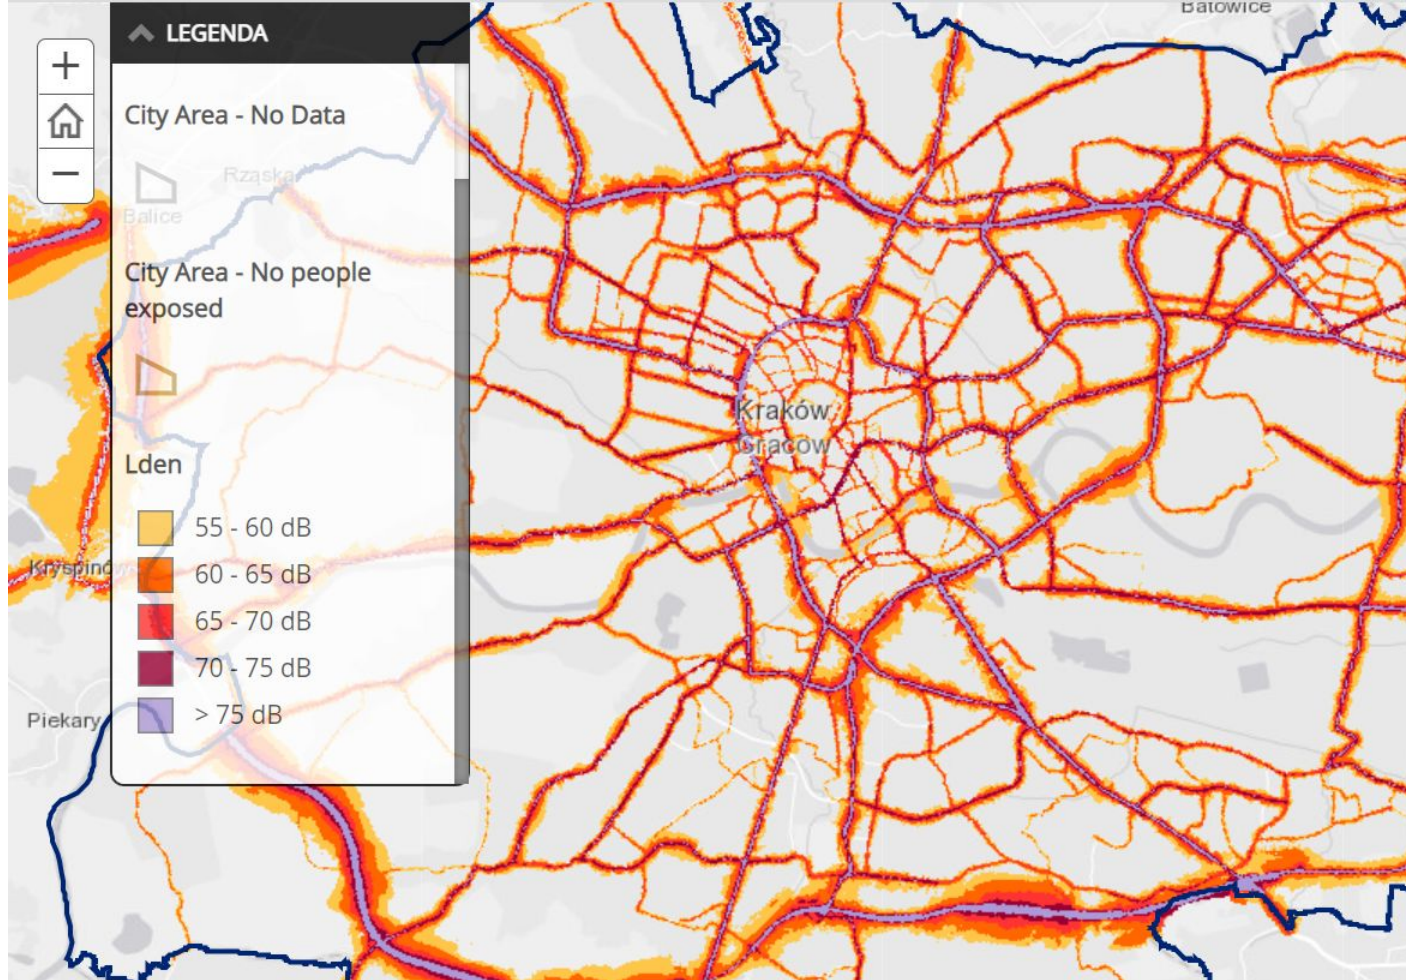 Batowice
LEGENDA
City Area - No Data
Rząska
Balice
City Area - No people
exposed
Kraków
Cracow
Lden
55 - 60 dB
60 - 65 dB
Kryspinów
65 - 70 dB
70 - 75 dB
Piekary
> 75 dB